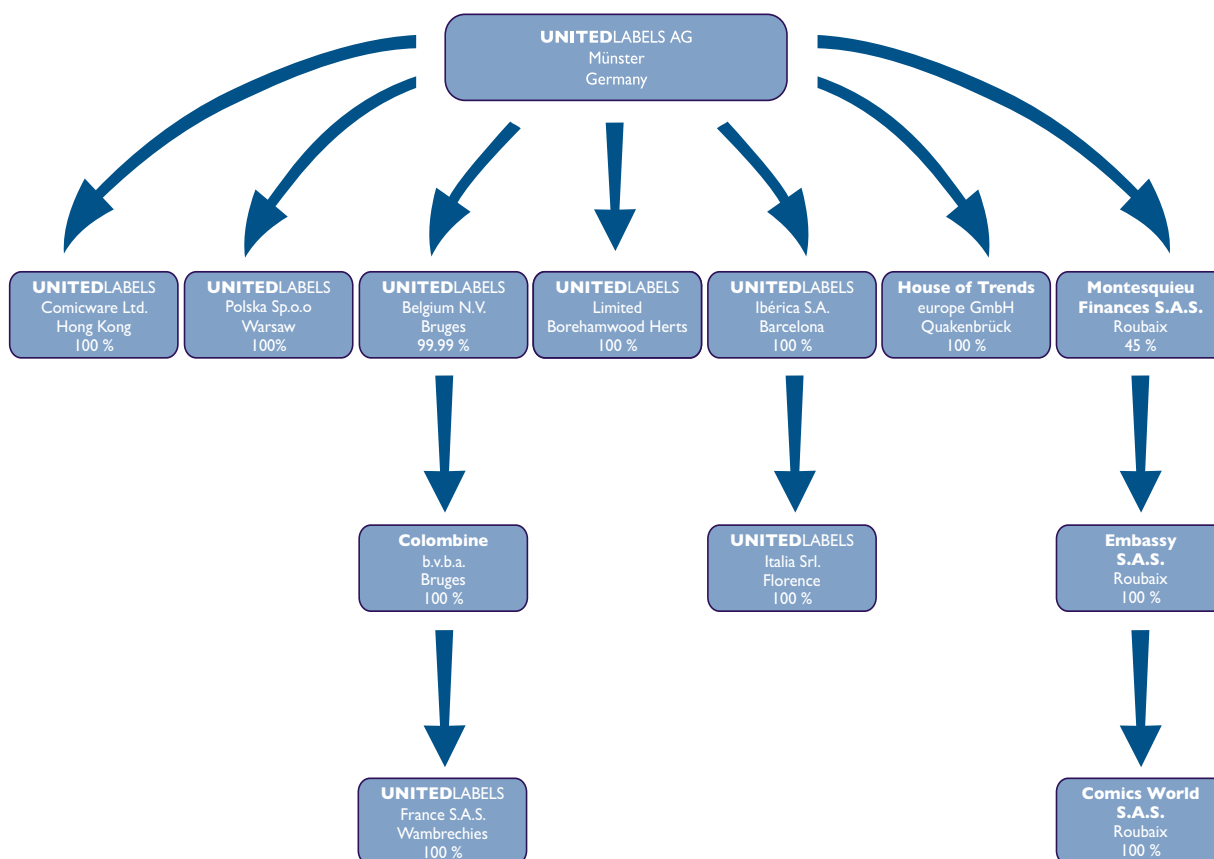 UNITEDLABELS AG
Münster
Germany
UNITEDLABELS
Comicware Ltd.
Hong Kong
100 %
UNITEDLABELS
Polska Sp.o.o
Warsaw
100%
UNITEDLABELS
Belgium N.V.
Bruges
99.99 %
UNITEDLABELS
Limited
Borehamwood Herts
100 %
UNITEDLABELS
Ibérica S.A.
Barcelona
100 %
House of Trends
europe GmbH
Quakenbrück
100 %
Montesquieu
Finances S.A.S.
Roubaix
45 %
Colombine
b.v.b.a.
Bruges
100 %
UNITEDLABELS
Italia Srl.
Florence
100 %
Embassy
S.A.S.
Roubaix
100 %
UNITEDLABELS
France S.A.S.
Wambrechies
100 %
Comics World
S.A.S.
Roubaix
100 %